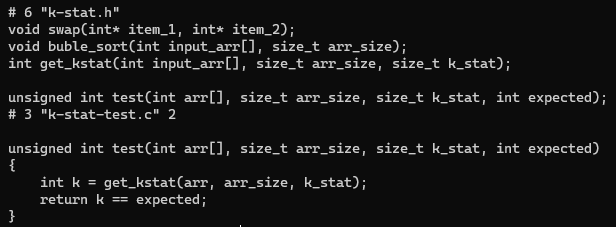 # 6 "k-stat.h"
void swap(int* item_1, int* item_2);
void buble_sort(int input_arr[], size_t arr_size);
int get_kstat(int input_arr[], size_t arr_size, size_t k_stat);

unsigned int test(int arr[], size_t arr_size, size_t k_stat, int expected);
# 3 "k-stat-test.c" 2

unsigned int test(int arr[], size_t arr_size, size_t k_stat, int expected)
{
    int k = get_kstat(arr, arr_size, k_stat);
    return k == expected;
}